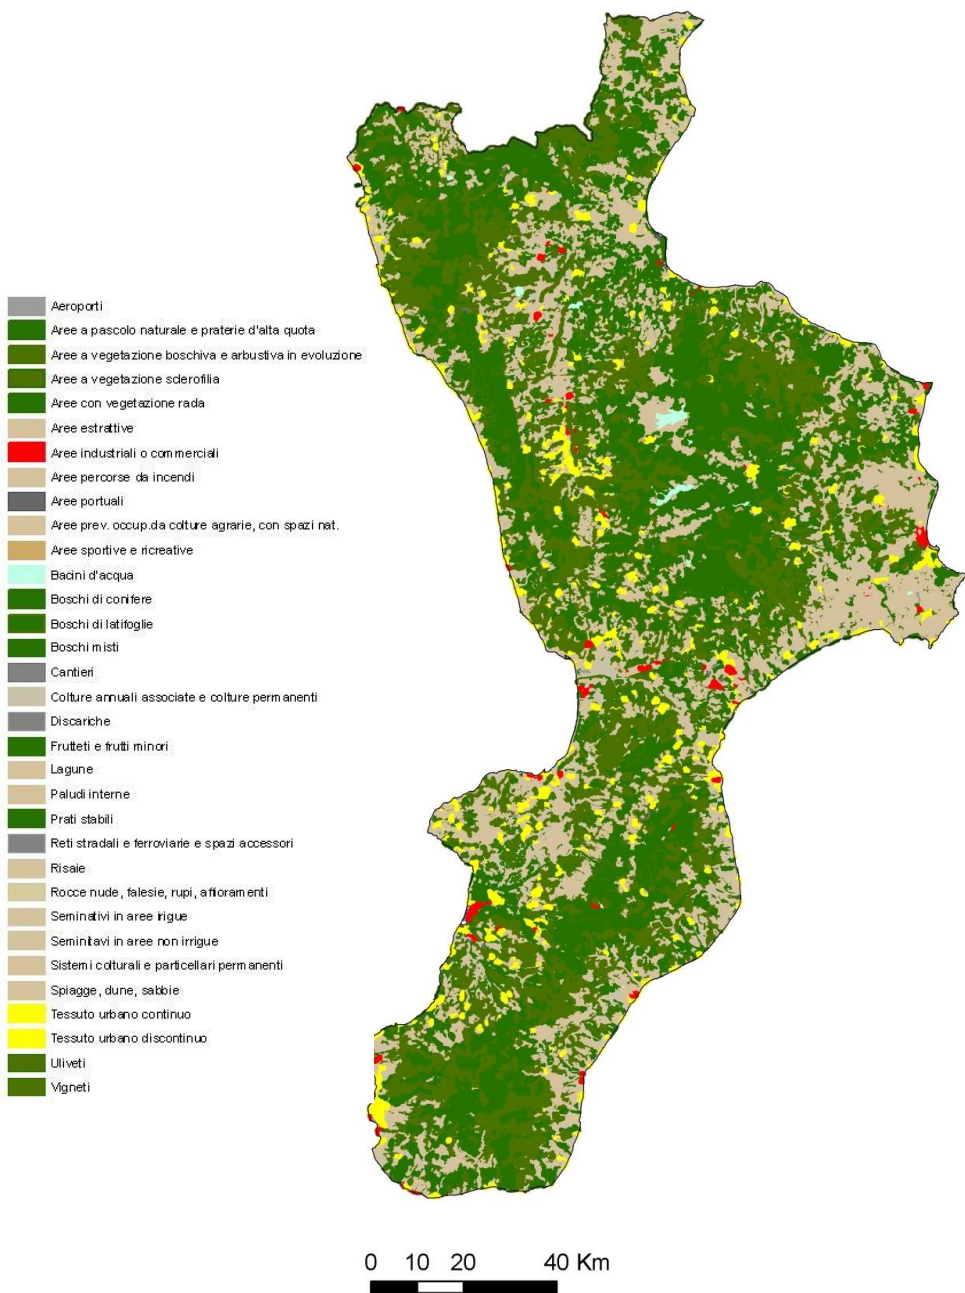 Aeroporti
Aree a pascolo naturale e praterie d'alta quota
Aree a vegetazione boschiva e arbustiva in evoluzione
Aree a vegetazione sclerofilia
Aree con vegetazione rada
Aree estrattive
Aree industriali o commerciali
Aree percorse da incendi
Aree portuali
Aree prev. occup.da colture agrarie, con spazi nat.
Aree sportive e ricreative
Bacini d'acqua
Boschi di conifere
Boschi di latifoglie
Boschi misti
Cantieri
Colture annuali associate e colture permanenti
Discariche
Frutteti e frutti minori
Lagune
Paludi interne
Prati stabili
Reti stradali e ferroviarie e spazi accessori
Risaie
Rocce nude, falesie, rupi, affioramenti
Seminativi in aree irigue
Seminitavi in aree non irrigue
Sistemi colturali e particellari permanenti
Spiagge, dune, sabbie
Tessuto urbano continuo
Tessuto urbano discontinuo
Uliveti
Vigneti
0 10 20 40 Km